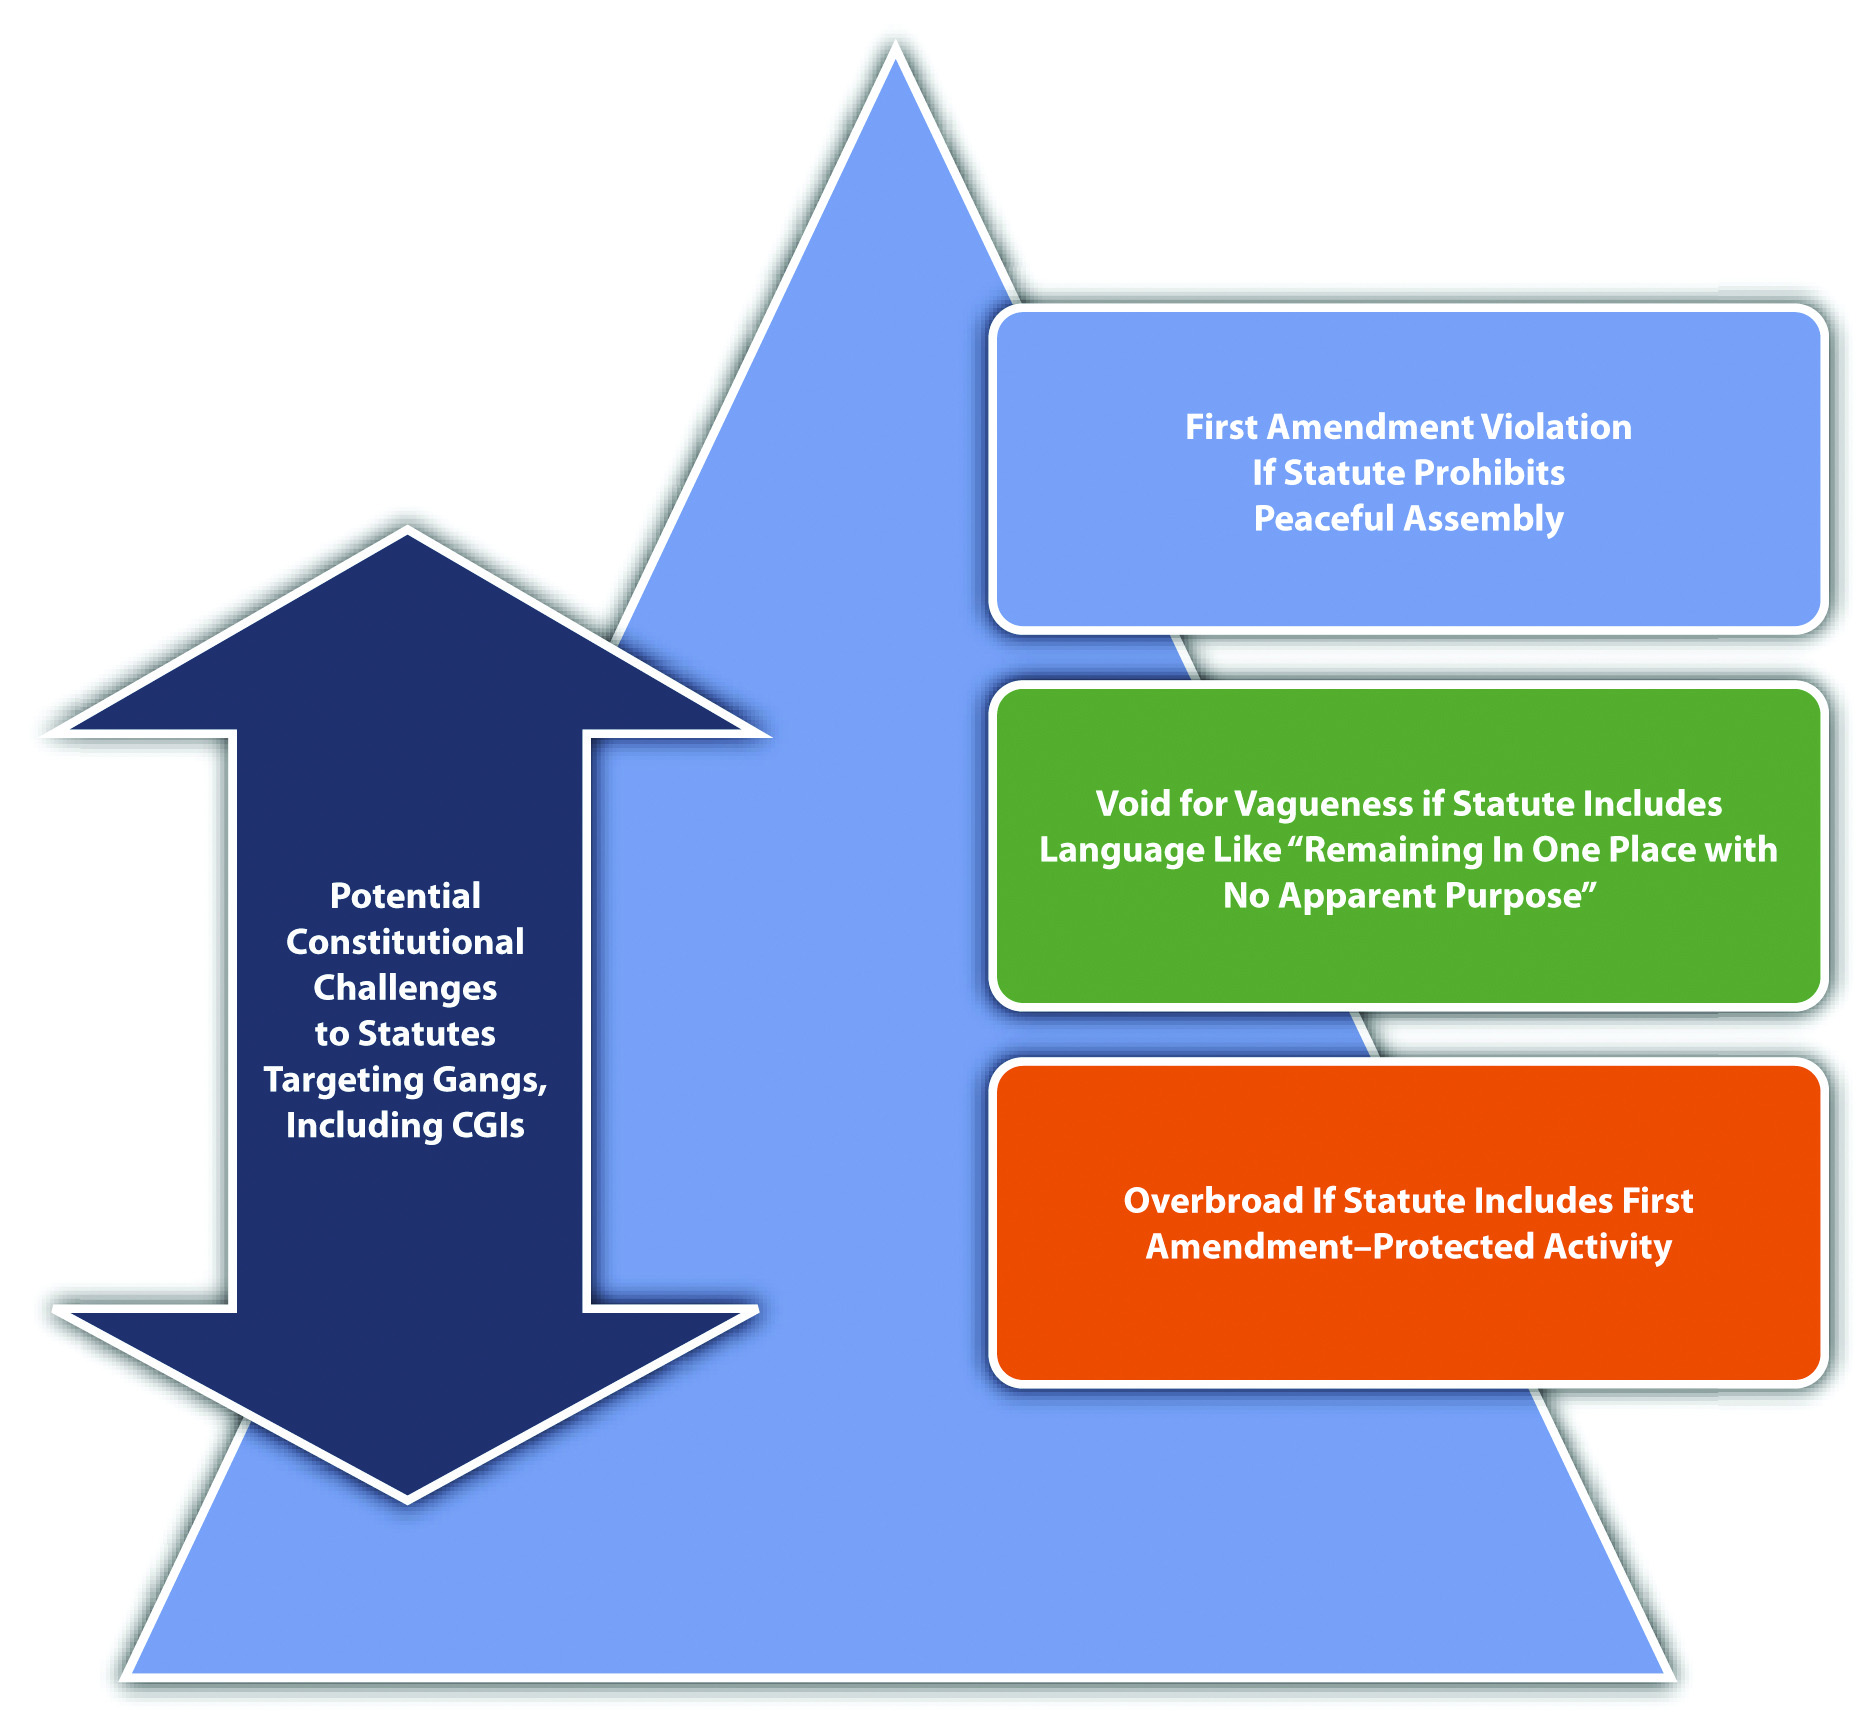 First Amendment Violation
If Statute Prohibits
Peaceful Assembly
Potential
Constitutional
Challenges
to Statutes
Targeting Gangs,
Including CGIs
Void for Vagueness if Statute Includes
Language Like “Remaining In One Place with
No Apparent Purpose”
Overbroad If Statute Includes First
Amendment–Protected Activity